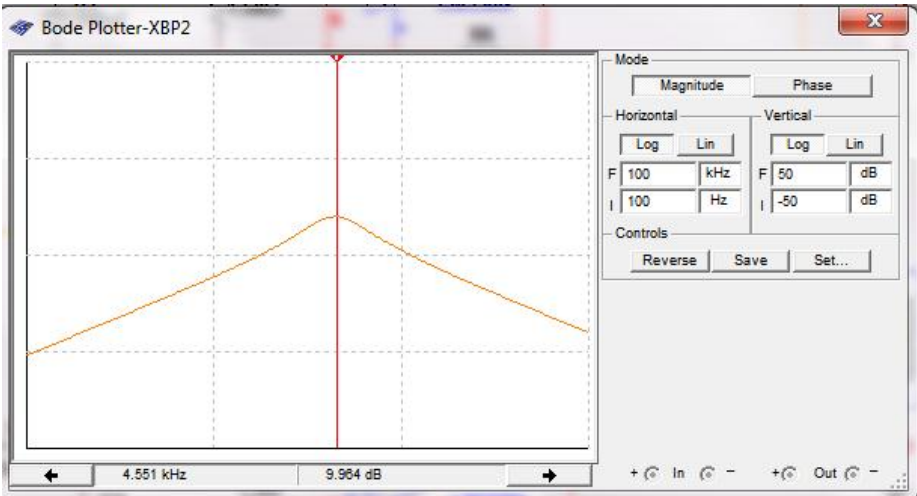 Bode Plotter-XBP2
Mode
Magnitude Phase
Horizontal
Log Lin
F 100 kHz
I 100 Hz
Vertical
Log Lin
F 50 dB
I -50 dB
Controls
Reverse Save Set...
4.551 kHz 9.964 dB
+ In - + Out -